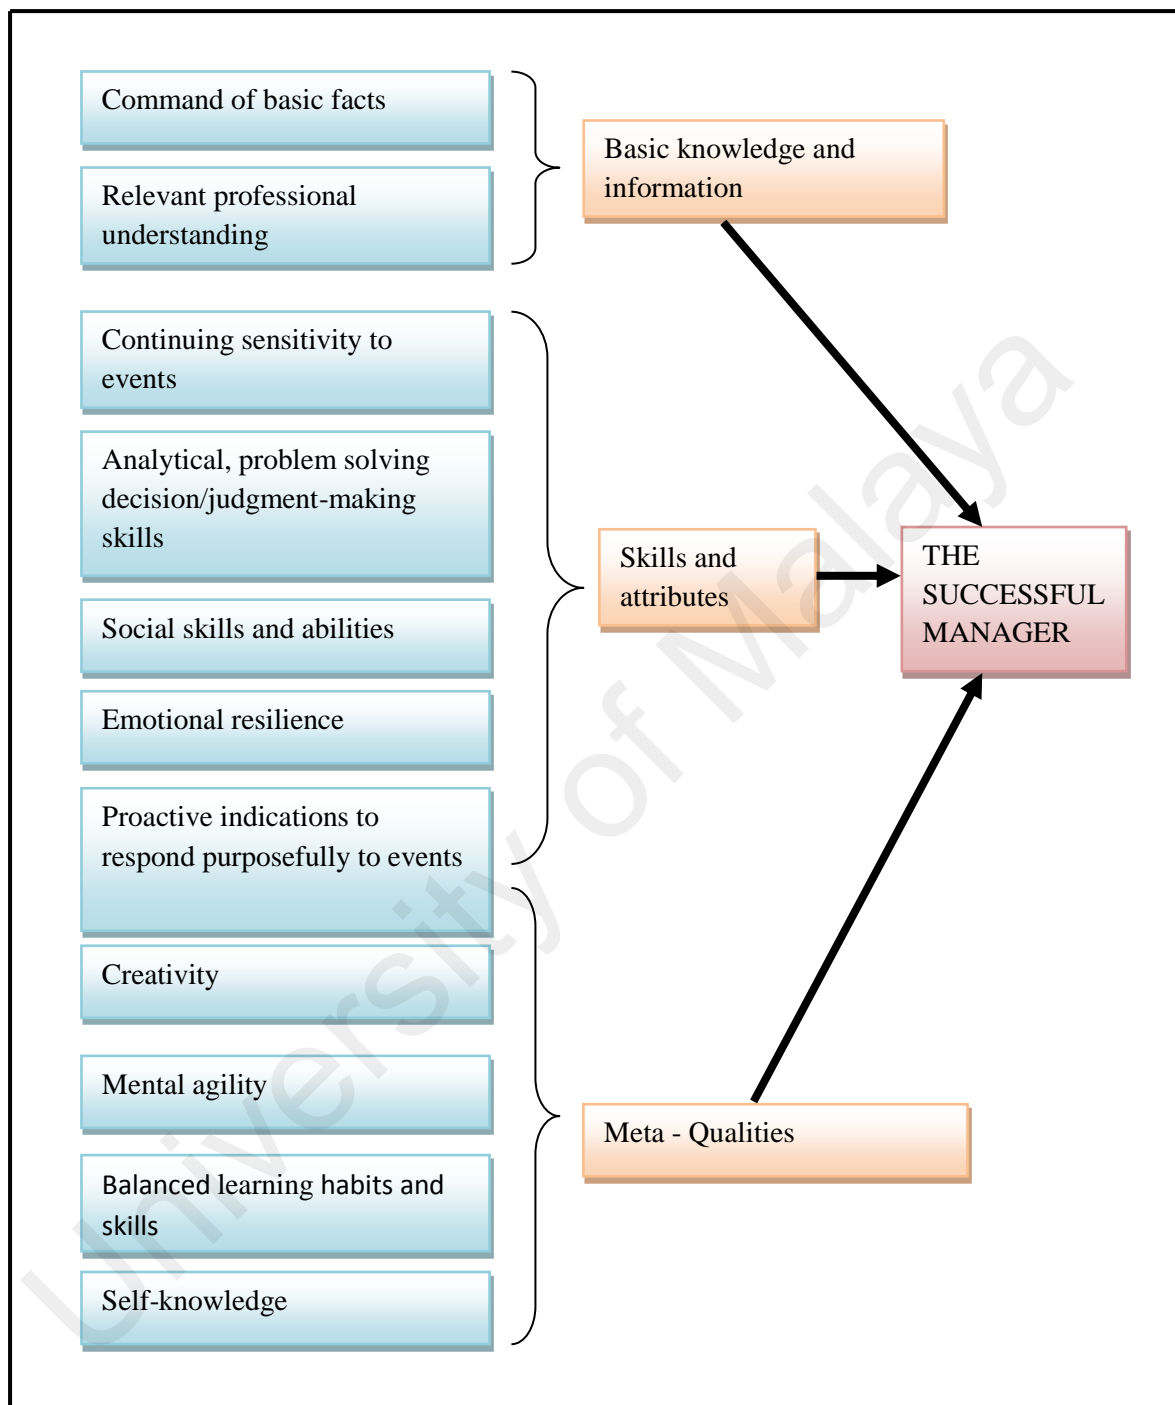 Command of basic facts
Relevant professional
understanding
Basic knowledge and
information
Continuing sensitivity to
events
Analytical, problem solving
decision/judgment-making
skills
Social skills and abilities
Emotional resilience
Proactive indications to
respond purposefully to events
Skills and
attributes
THE
SUCCESSFUL
MANAGER
Creativity
Mental agility
Balanced learning habits and
skills
Self-knowledge
Meta - Qualities
University of Malaya